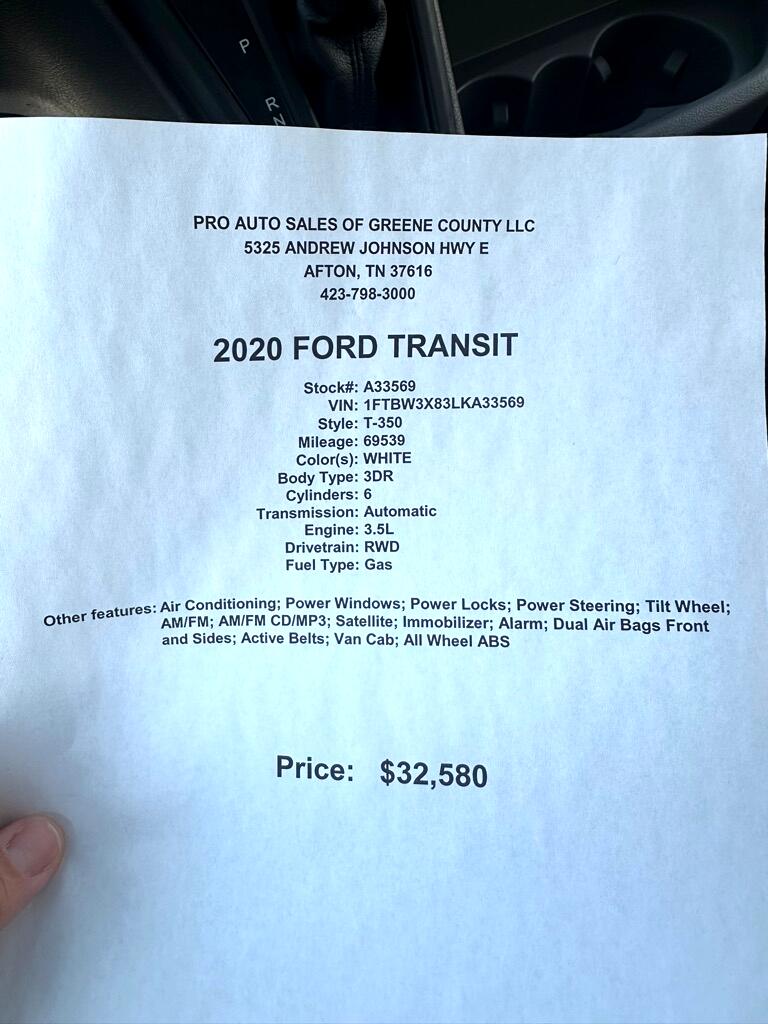 P
R
N
PRO AUTO SALES OF GREENE COUNTY LLC
5325 ANDREW JOHNSON HWY E
AFTON, TN 37616
423-798-3000
2020 FORD TRANSIT
Stock#: A33569
VIN: 1FTBW3X83LKA33569
Style: T-350
Mileage: 69539
Color(s): WHITE
Body Type: 3DR
Cylinders: 6
Transmission: Automatic
Engine: 3.5L
Drivetrain: RWD
Fuel Type: Gas
Other features: Air Conditioning; Power Windows; Power Locks; Power Steering; Tilt Wheel;
AM/FM; AM/FM CD/MP3; Satellite; Immobilizer; Alarm; Dual Air Bags Front
and Sides; Active Belts; Van Cab; All Wheel ABS
Price: $32,580